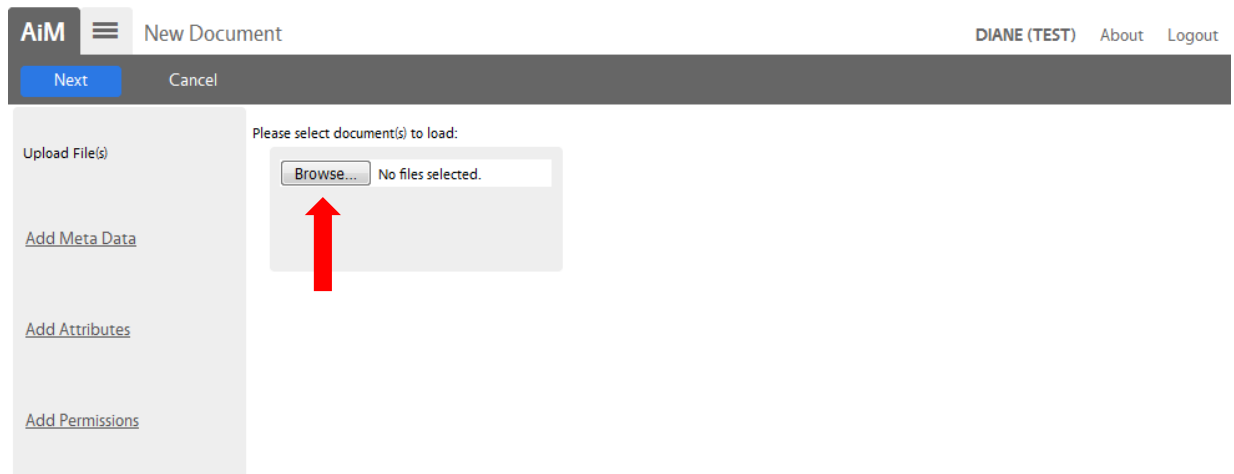 AiM New Document DIANE (TEST) About Logout
Next Cancel
Please select document(s) to load:
Upload File(s)
Browse... No files selected.
Add Meta Data
Add Attributes
Add Permissions